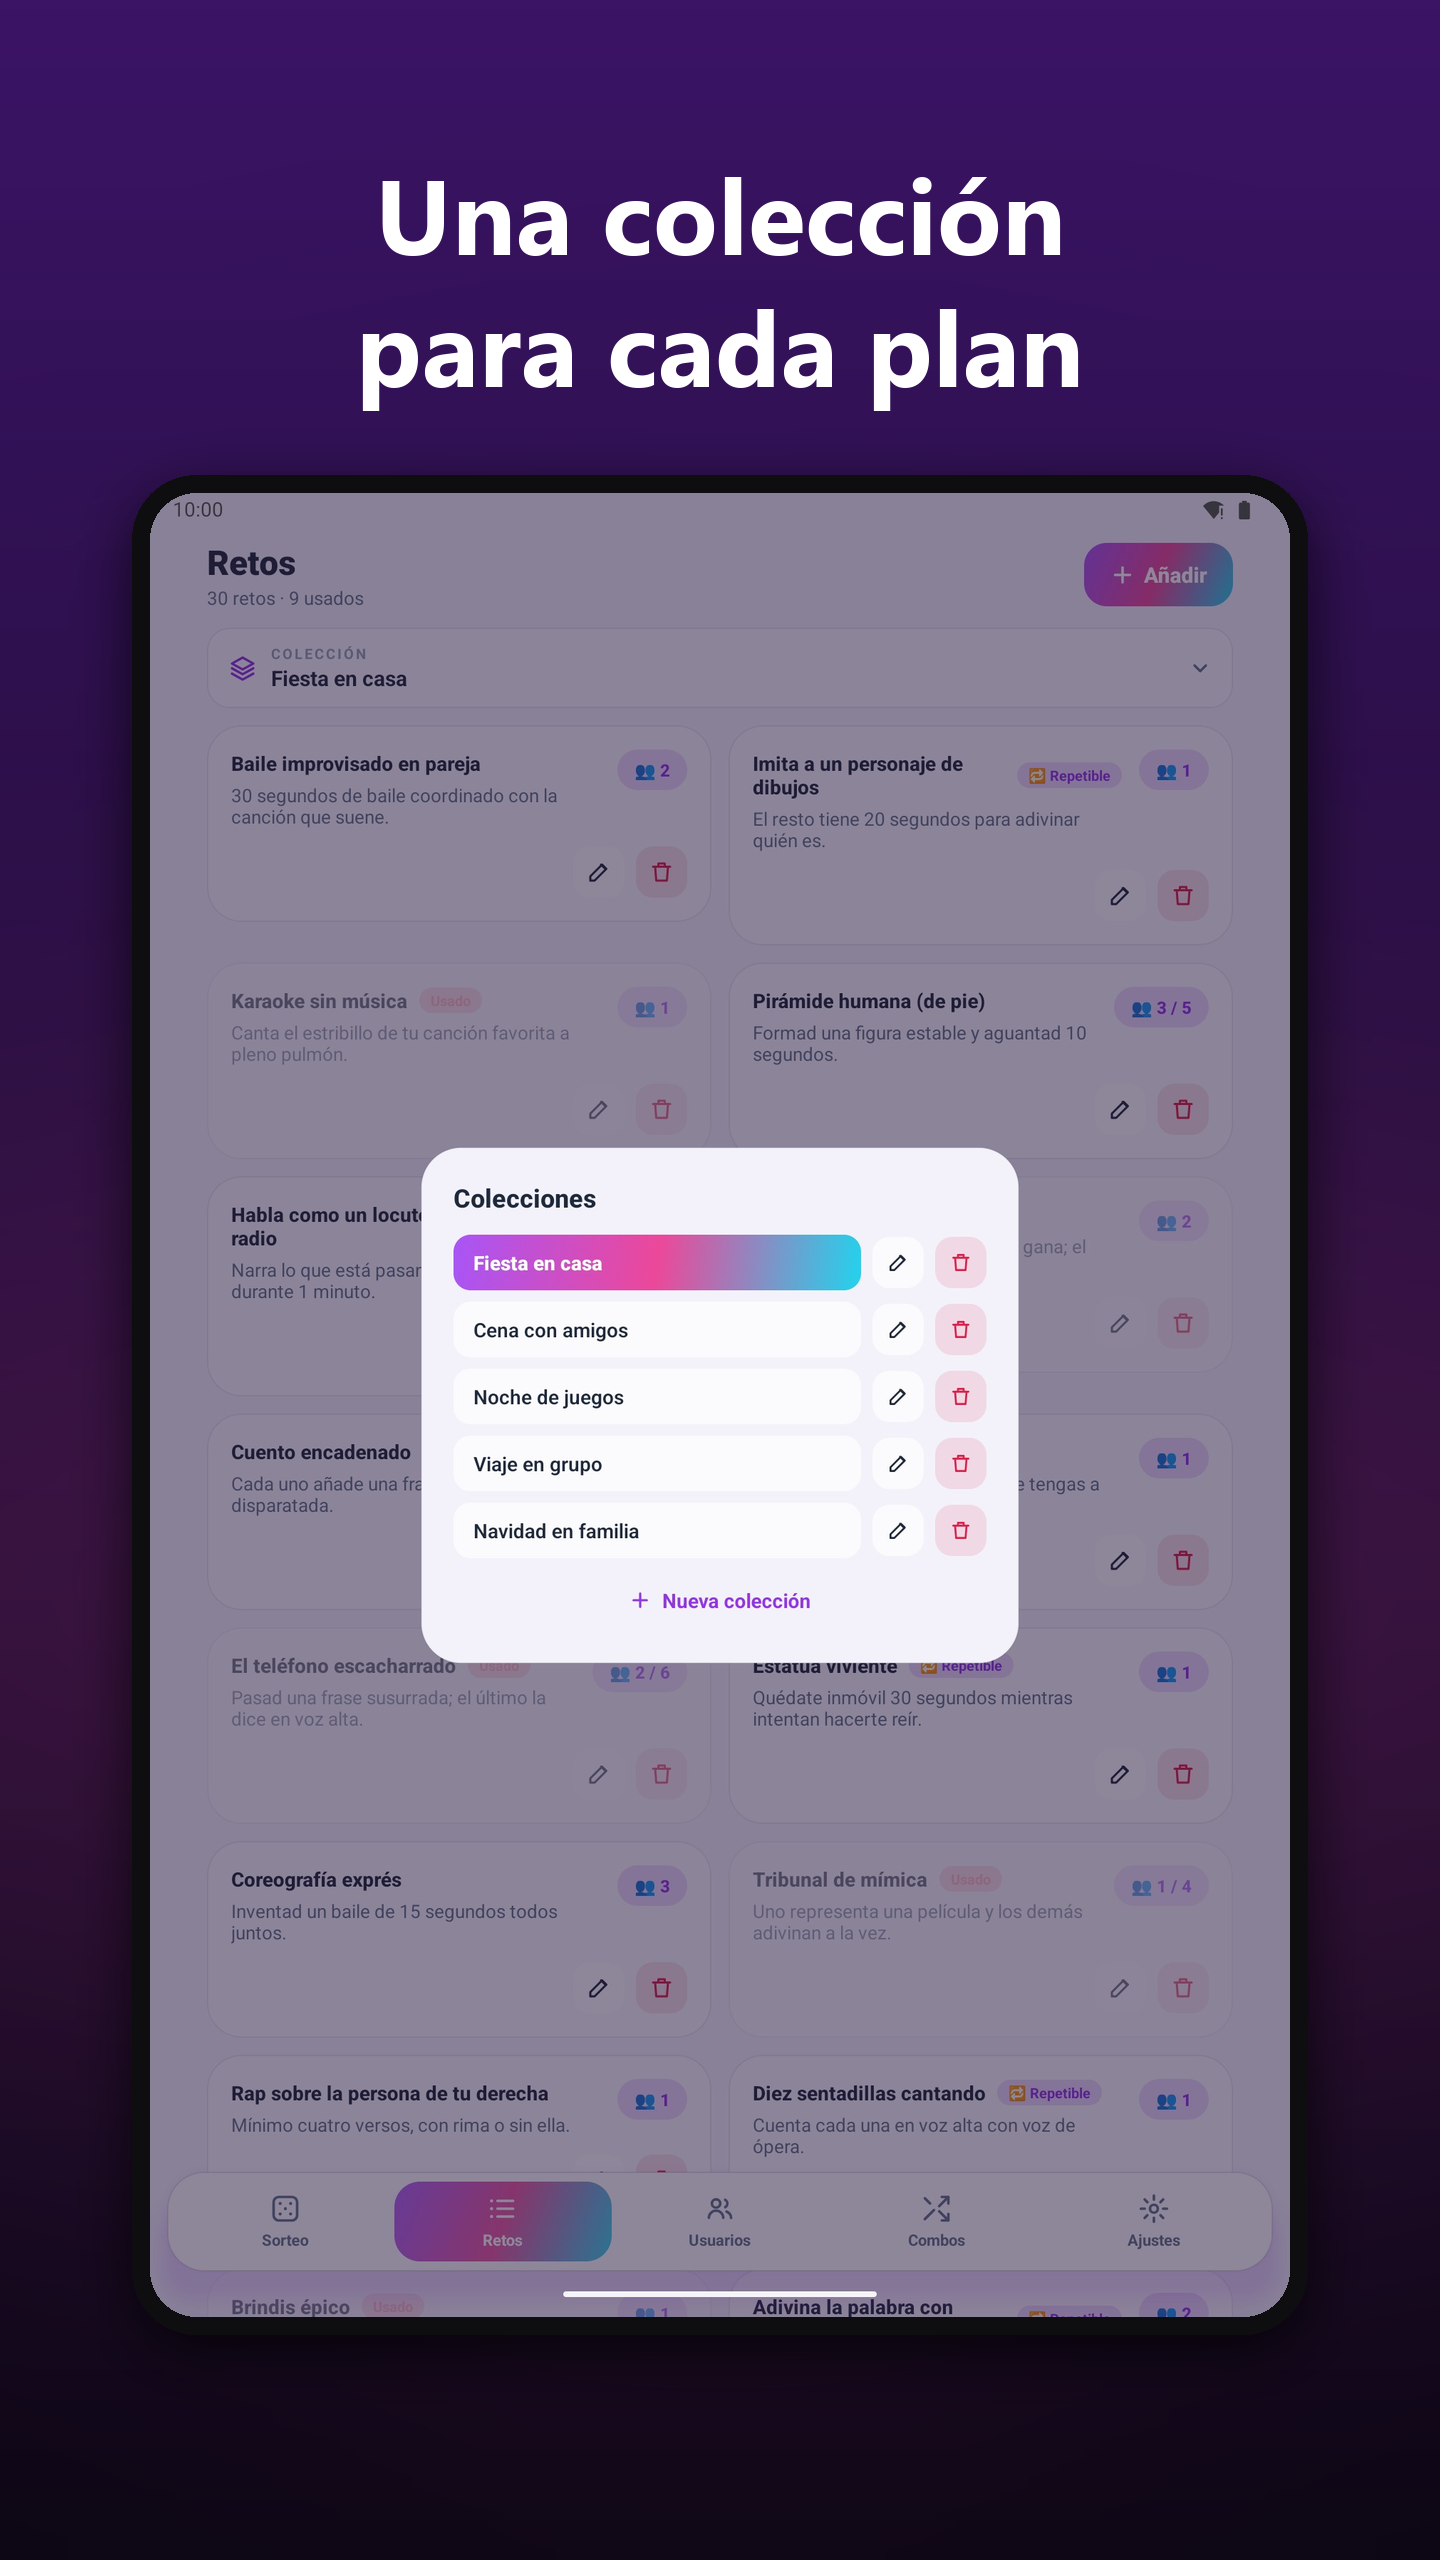 Una colección
para cada plan
10:00
Retos
30 retos · 9 usados
+ Añadir
COLECCIÓN
Fiesta en casa
Baile improvisado en pareja
2
30 segundos de baile coordinado con la
canción que suene.
Imita a un personaje de
dibujos
Repetible
1
El resto tiene 20 segundos para adivinar
quién es.
Karaoke sin música
Usado
1
Canta el estribillo de tu canción favorita a
pleno pulmón.
Pirámide humana (de pie)
3 / 5
Formad una figura estable y aguantad 10
segundos.
Habla como un
radio
Narra lo que está
durante 1 minuto.
2
gana; el
Colecciones
Fiesta en casa
Cena con amigos
Noche de juegos
Viaje en grupo
Navidad en familia
+ Nueva colección
Cuento encadenado
Cada uno añade una
disparatada.
1
tengas a
El teléfono escacharrado
Usado
2 / 6
Pasad una frase susurrada; el último la
dice en voz alta.
Estatua viviente
Repetible
1
Quédate inmóvil 30 segundos mientras
intentan hacerte reír.
Coreografía exprés
3
Inventad un baile de 15 segundos todos
juntos.
Tribunal de mímica
Usado
1 / 4
Uno representa una película y los demás
adivinan a la vez.
Rap sobre la persona de tu derecha
1
Mínimo cuatro versos, con rima o sin ella.
Diez sentadillas cantando
Repetible
1
Cuenta cada una en voz alta con voz de
ópera.
Sorteo
Retos
Usuarios
Combos
Ajustes
Brindis épico
Usado
1
Adivina la palabra con
Repetible
2